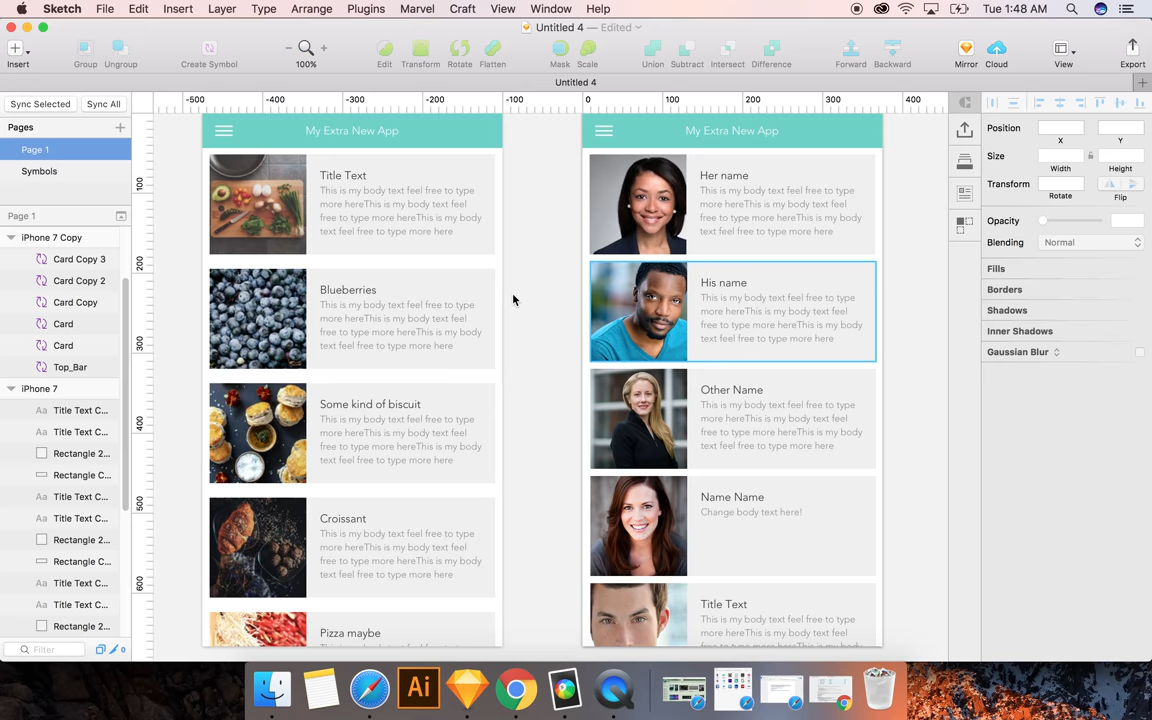 Sketch File Edit Insert Layer Type Arrange Plugins Marvel Craft View Window Help Tue 1:48 AM
Untitled 4 — Edited
Insert Group Ungroup Create Symbol 100% Edit Transform Rotate Flatten Mask Scale Union Subtract Intersect Difference Forward Backward Mirror Cloud View Export
Untitled 4
Sync Selected Sync All
Pages
Page 1
Symbols
Page 1
iPhone 7 Copy
Card Copy 3
Card Copy 2
Card Copy
Card
Card
Top_Bar
iPhone 7
Title Text C...
Title Text C...
Rectangle 2...
Rectangle C...
Title Text C...
Title Text C...
Rectangle 2...
Rectangle C...
Title Text C...
Title Text C...
Rectangle 2...
Filter 0
-500 -400 -300 -200 -100 0 100 200 300 400
100
200
300
400
500
600
My Extra New App
Title Text
This is my body text feel free to type
more hereThis is my body text feel
free to type more hereThis is my body
text feel free to type more here
Blueberries
This is my body text feel free to type
more hereThis is my body text feel
free to type more hereThis is my body
text feel free to type more here
Some kind of biscuit
This is my body text feel free to type
more hereThis is my body text feel
free to type more hereThis is my body
text feel free to type more here
Croissant
This is my body text feel free to type
more hereThis is my body text feel
free to type more hereThis is my body
text feel free to type more here
Pizza maybe
My Extra New App
Her name
This is my body text feel free to type
more hereThis is my body text feel
free to type more hereThis is my body
text feel free to type more here
His name
This is my body text feel free to type
more hereThis is my body text feel
free to type more hereThis is my body
text feel free to type more here
Other Name
This is my body text feel free to type
more hereThis is my body text feel
free to type more hereThis is my body
text feel free to type more here
Name Name
Change body text here!
Title Text
This is my body text feel free to type
more hereThis is my body text feel
free to type more hereThis is my body
Position
X Y
Size
Width Height
Transform
Rotate Flip
Opacity
Blending Normal
Fills
Borders
Shadows
Inner Shadows
Gaussian Blur
Ai